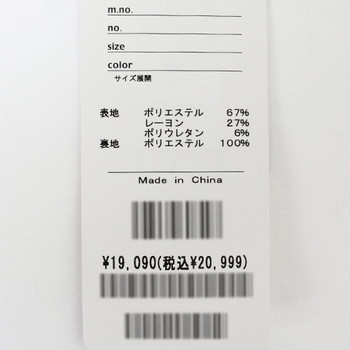 m.no.
no.
size
color
サイズ展開
表地 ポリエステル 67%
レーヨン 27%
ポリウレタン 6%
裏地 ポリエステル 100%
Made in China
¥19,090(税込¥20,999)